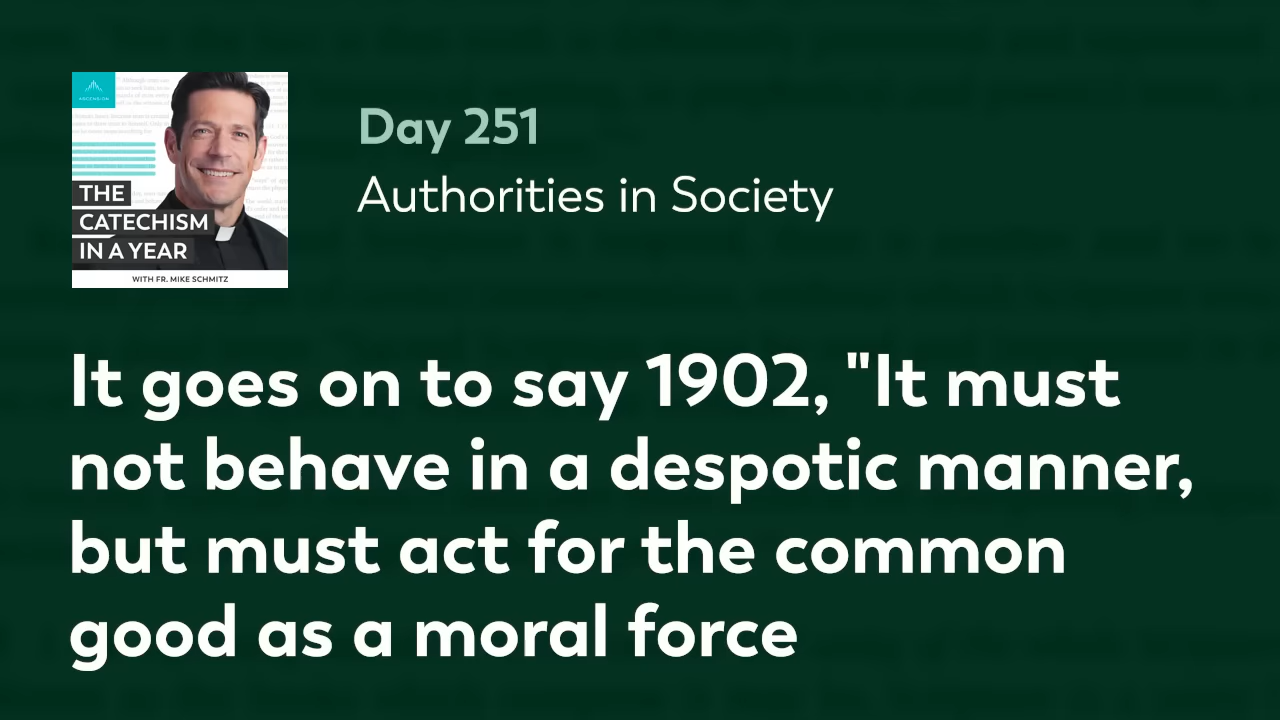 ASCENSION
THE
CATECHISM
IN A YEAR
WITH FR. MIKE SCHMITZ
Day 251
Authorities in Society
It goes on to say 1902, "It must
not behave in a despotic manner,
but must act for the common
good as a moral force